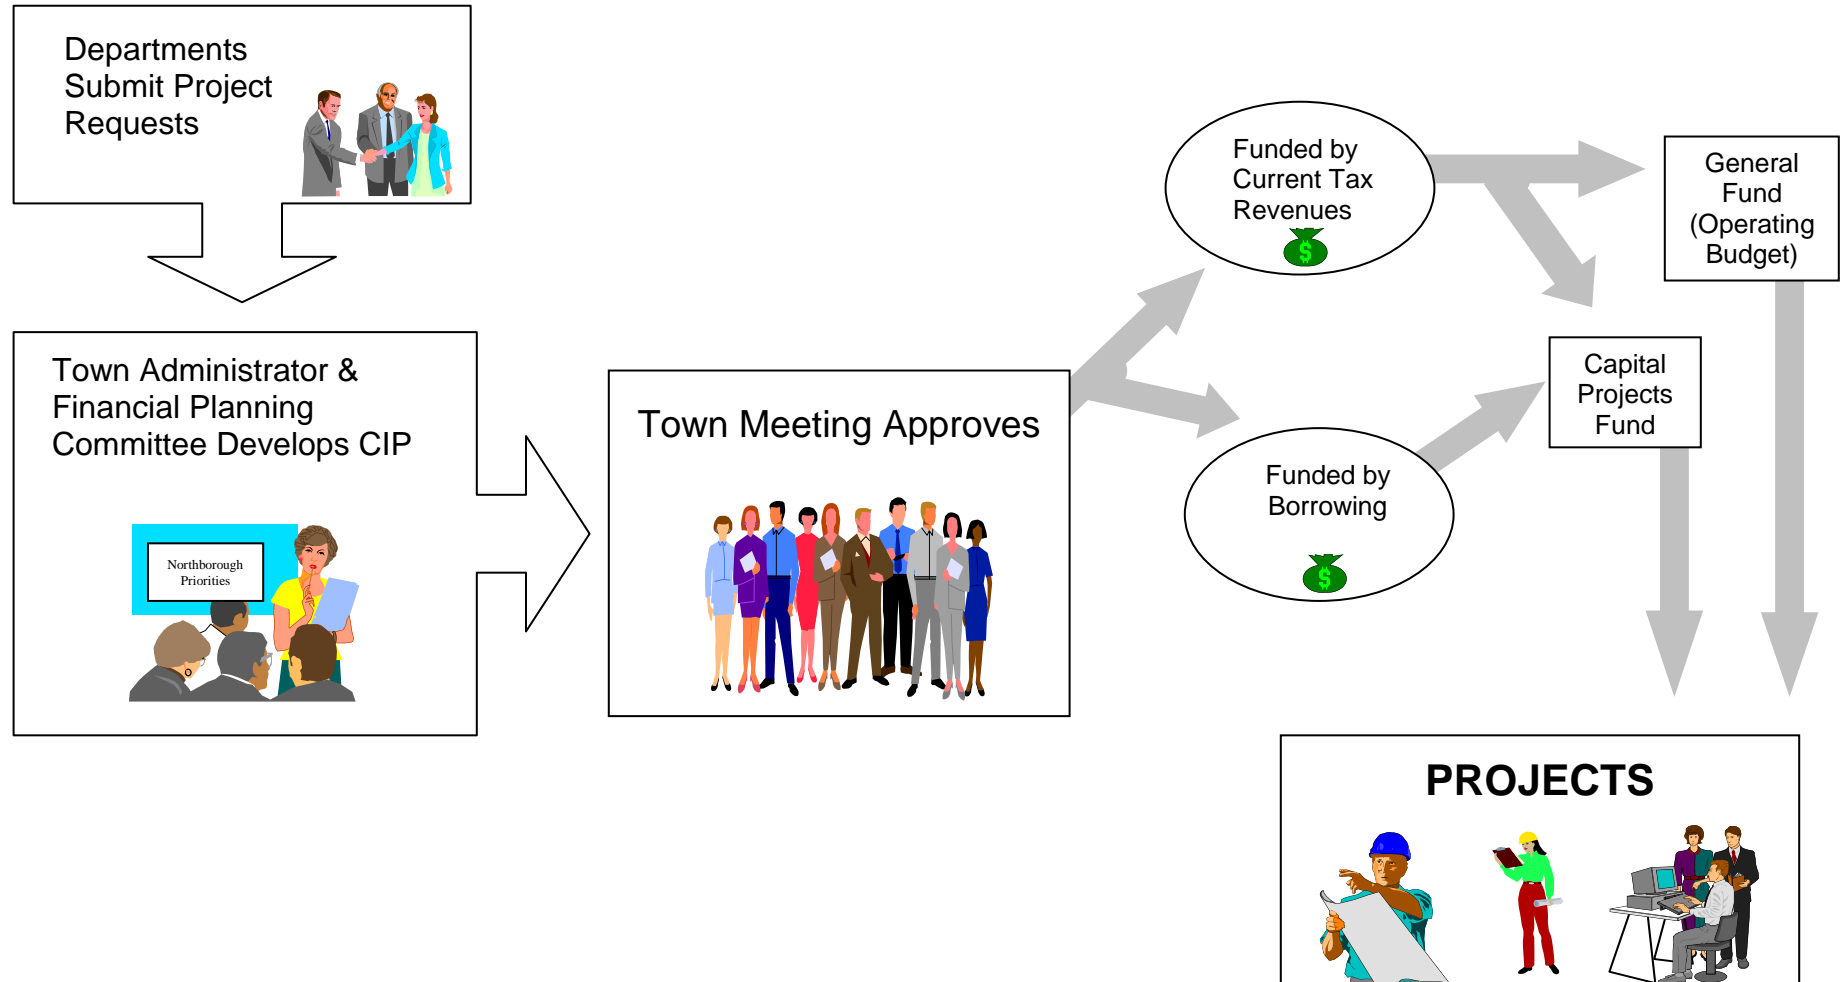 Departments
Submit Project
Requests
Town Administrator &
Financial Planning
Committee Develops CIP
Northborough
Priorities
Town Meeting Approves
Funded by
Current Tax
Revenues
$
Funded by
Borrowing
$
General
Fund
(Operating
Budget)
Capital
Projects
Fund
PROJECTS